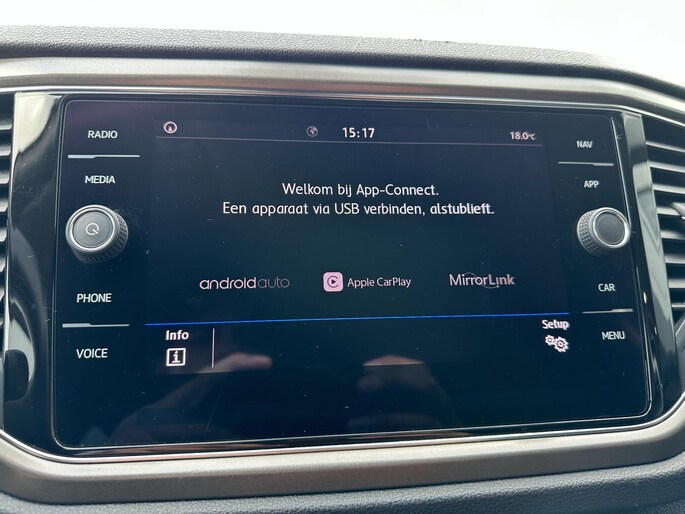 RADIO
MEDIA
PHONE
VOICE
15:17
18.0°C
Welkom bij App-Connect.
Een apparaat via USB verbinden, alstublieft.
androidauto
Apple CarPlay
MirrorLink
Info
Setup
NAV
APP
CAR
MENU